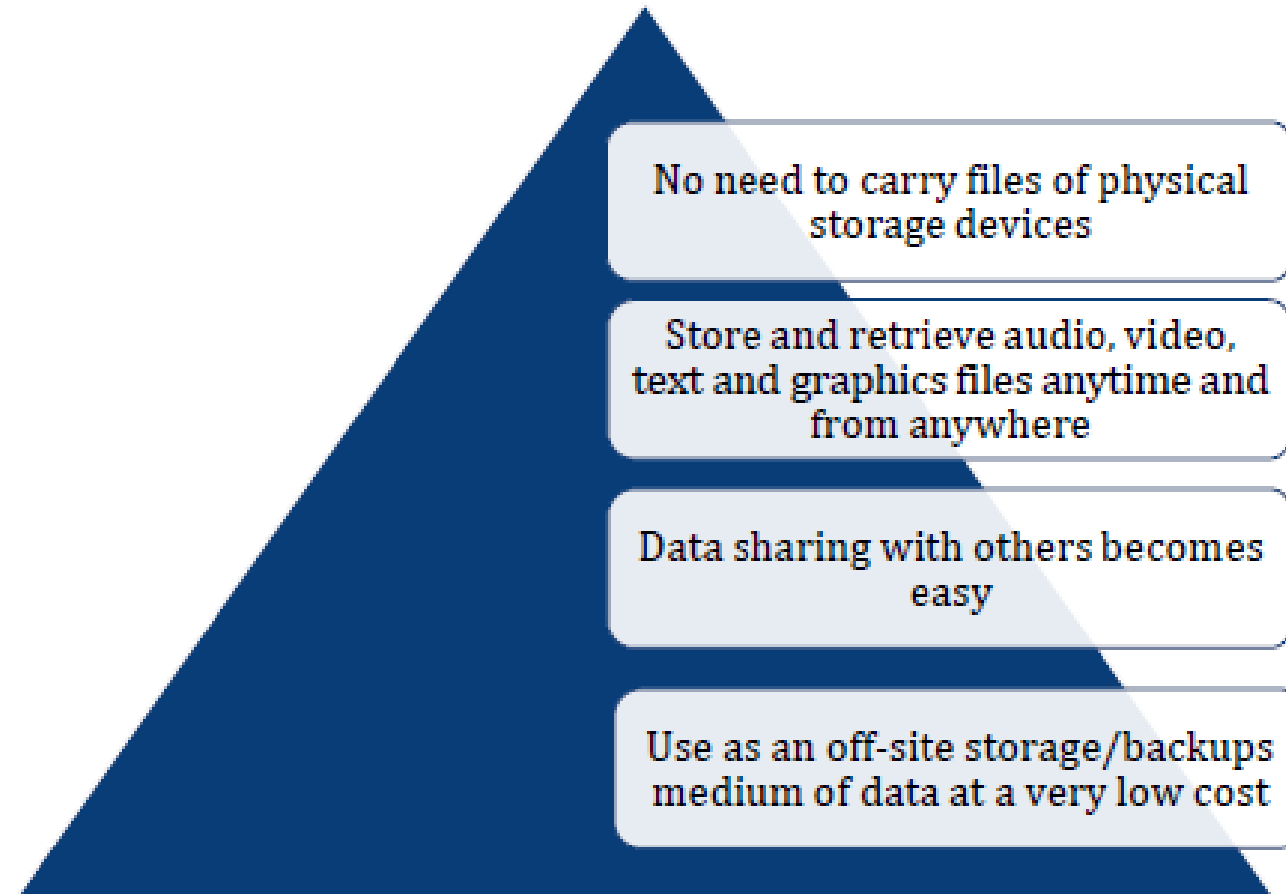 No need to carry files of physical
storage devices
Store and retrieve audio, video,
text and graphics files anytime and
from anywhere
Data sharing with others becomes
easy
Use as an off-site storage/backups
medium of data at a very low cost